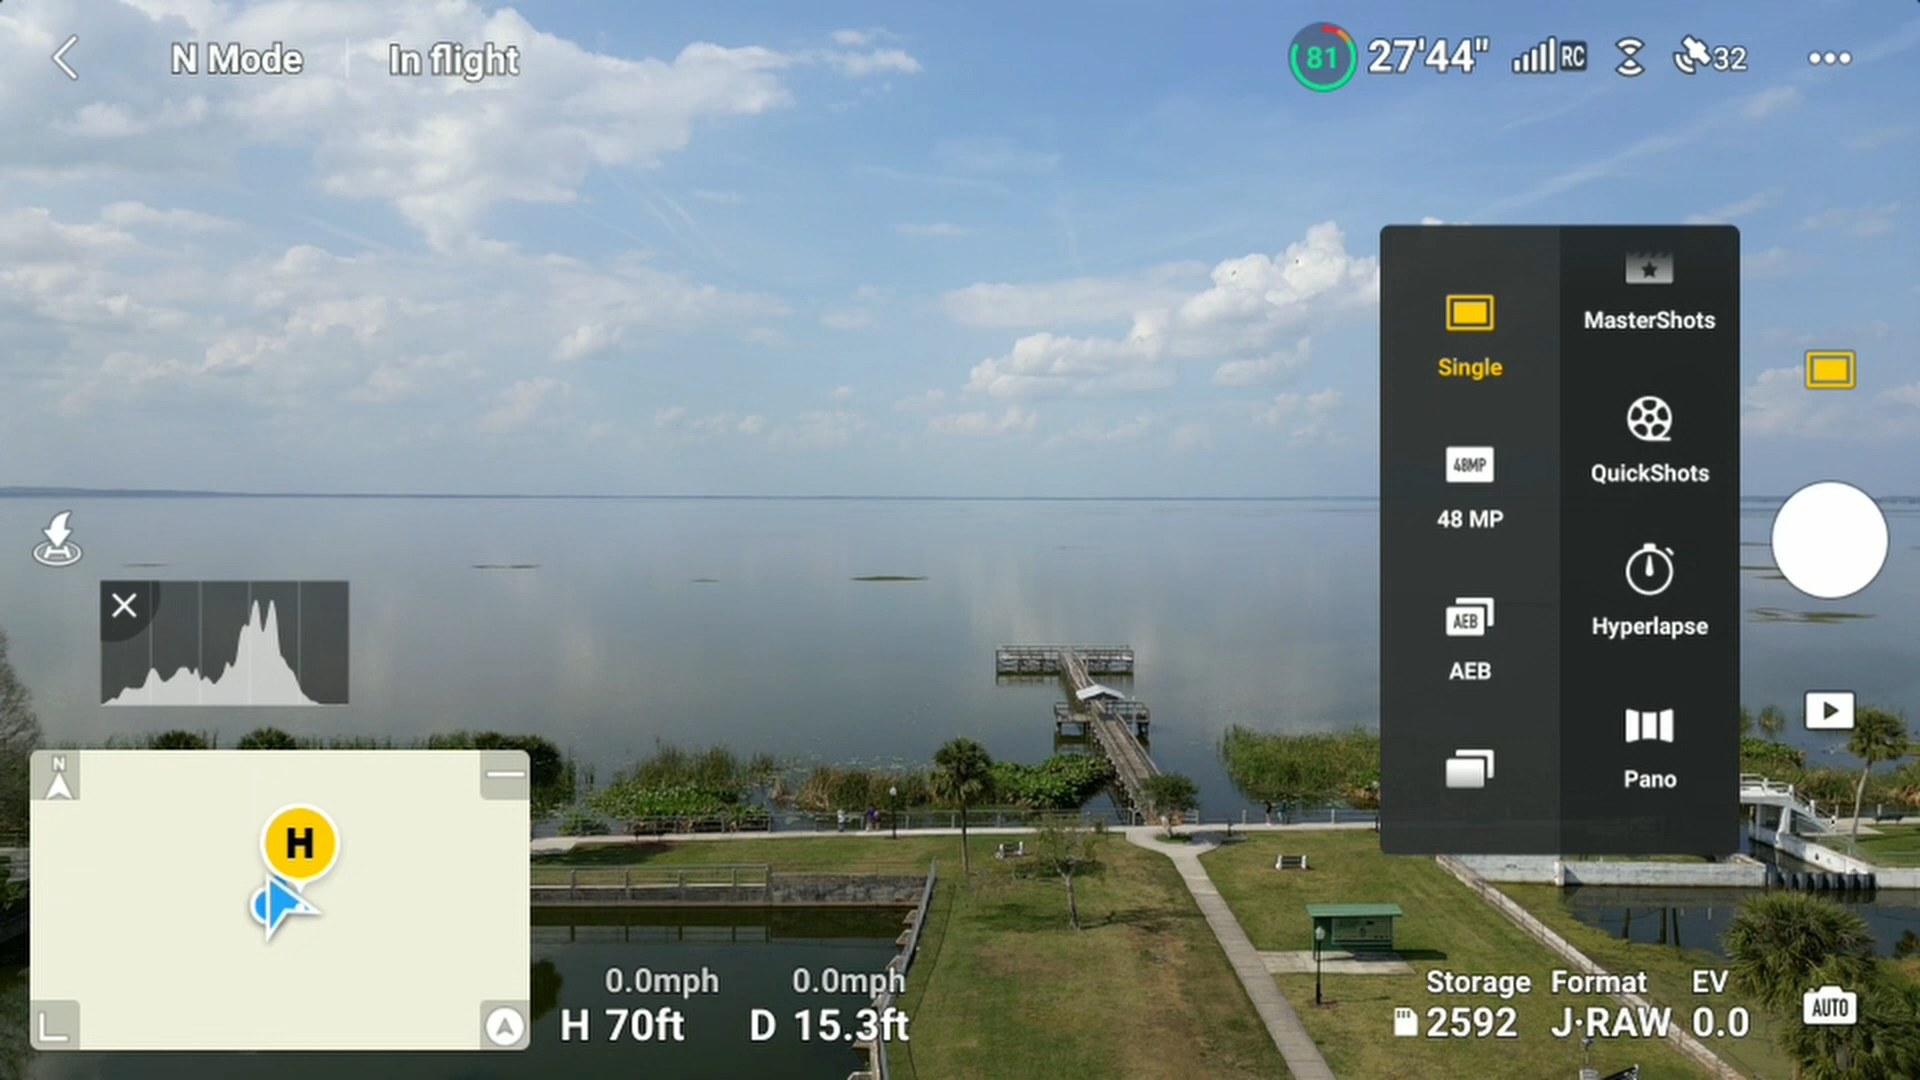 N Mode
In flight
81
27'44"
RC
32
MasterShots
Single
QuickShots
48MP
48 MP
Hyperlapse
AEB
AEB
Pano
N
H
0.0mph
0.0mph
H 70ft
D 15.3ft
Storage
Format
EV
2592
J·RAW
0.0
AUTO